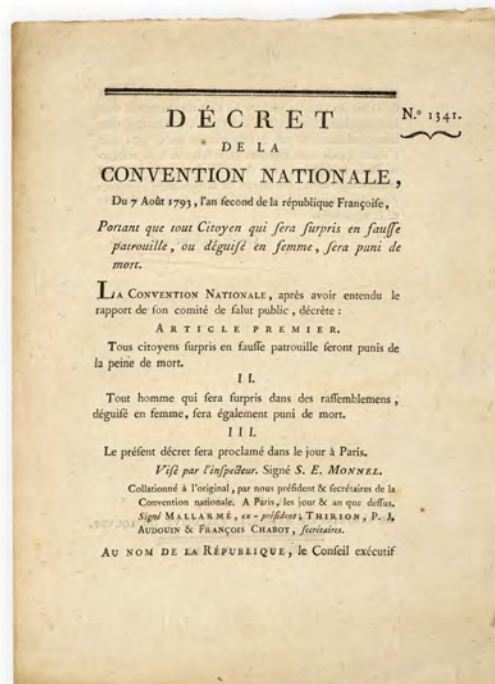 DÉCRET
N.º 1341.
DE LA
CONVENTION NATIONALE,
Du 7 Août 1793, l'an ſecond de la république Françoiſe,
Portant que tout Citoyen qui ſera ſurpris en fauſſe
patrouille, ou déguiſé en femme, ſera puni de
mort.
LA CONVENTION NATIONALE, après avoir entendu le
rapport de ſon comité de ſalut public, décrète :
ARTICLE PREMIER.
Tous citoyens ſurpris en fauſſe patrouille ſeront punis de
la peine de mort.
II.
Tout homme qui ſera ſurpris dans des raſſemblemens,
déguiſé en femme, ſera également puni de mort.
III.
Le préſent décret ſera proclamé dans le jour à Paris.
Viſé par l'inſpecteur. Signé S. E. MONNEL.
Collationné à l'original, par nous préſident & ſecrétaires de la
Convention nationale. A Paris, les jour & an que deſſus.
Signé MALLARMÉ, ex-préſident; THIRION, P. J.
AUDOUIN & FRANÇOIS CHABOT, ſecrétaires.
AU NOM DE LA RÉPUBLIQUE, le Conſeil exécutif